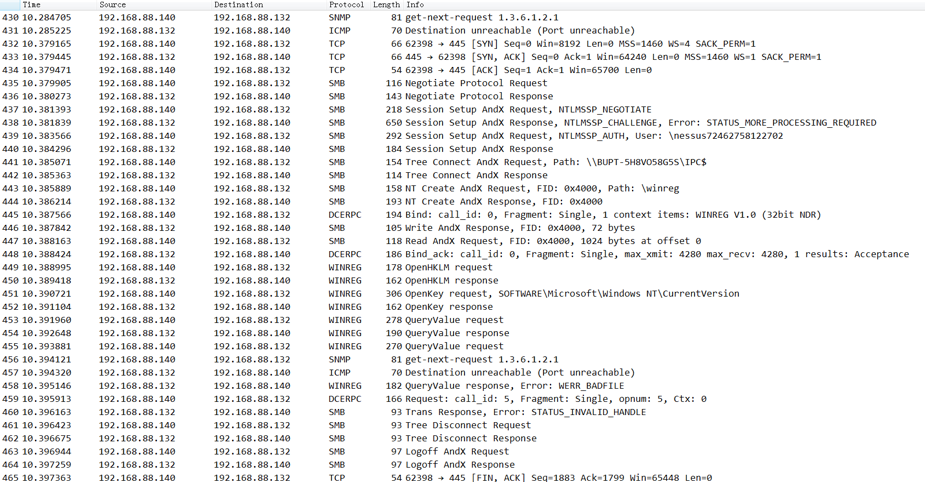 Time Source Destination Protocol Length Info
430 10.284705 192.168.88.140 192.168.88.132 SNMP 81 get-next-request 1.3.6.1.2.1
431 10.285225 192.168.88.132 192.168.88.140 ICMP 70 Destination unreachable (Port unreachable)
432 10.379165 192.168.88.140 192.168.88.132 TCP 66 62398 → 445 [SYN] Seq=0 Win=8192 Len=0 MSS=1460 WS=4 SACK_PERM=1
433 10.379445 192.168.88.132 192.168.88.140 TCP 66 445 → 62398 [SYN, ACK] Seq=0 Ack=1 Win=64240 Len=0 MSS=1460 WS=1 SACK_PERM=1
434 10.379471 192.168.88.140 192.168.88.132 TCP 54 62398 → 445 [ACK] Seq=1 Ack=1 Win=65700 Len=0
435 10.379905 192.168.88.140 192.168.88.132 SMB 116 Negotiate Protocol Request
436 10.380273 192.168.88.132 192.168.88.140 SMB 143 Negotiate Protocol Response
437 10.381393 192.168.88.140 192.168.88.132 SMB 218 Session Setup AndX Request, NTLMSSP_NEGOTIATE
438 10.381839 192.168.88.132 192.168.88.140 SMB 650 Session Setup AndX Response, NTLMSSP_CHALLENGE, Error: STATUS_MORE_PROCESSING_REQUIRED
439 10.383566 192.168.88.140 192.168.88.132 SMB 292 Session Setup AndX Request, NTLMSSP_AUTH, User: \nessus72462758122702
440 10.384296 192.168.88.132 192.168.88.140 SMB 184 Session Setup AndX Response
441 10.385071 192.168.88.140 192.168.88.132 SMB 154 Tree Connect AndX Request, Path: \\BUPT-5H8VO58G5S\IPC$
442 10.385363 192.168.88.132 192.168.88.140 SMB 114 Tree Connect AndX Response
443 10.385889 192.168.88.140 192.168.88.132 SMB 158 NT Create AndX Request, FID: 0x4000, Path: \winreg
444 10.386214 192.168.88.132 192.168.88.140 SMB 193 NT Create AndX Response, FID: 0x4000
445 10.387566 192.168.88.140 192.168.88.132 DCERPC 194 Bind: call_id: 0, Fragment: Single, 1 context items: WINREG V1.0 (32bit NDR)
446 10.387842 192.168.88.132 192.168.88.140 SMB 105 Write AndX Response, FID: 0x4000, 72 bytes
447 10.388163 192.168.88.140 192.168.88.132 SMB 118 Read AndX Request, FID: 0x4000, 1024 bytes at offset 0
448 10.388424 192.168.88.132 192.168.88.140 DCERPC 186 Bind_ack: call_id: 0, Fragment: Single, max_xmit: 4280 max_recv: 4280, 1 results: Acceptance
449 10.388995 192.168.88.140 192.168.88.132 WINREG 178 OpenHKLM request
450 10.389418 192.168.88.132 192.168.88.140 WINREG 162 OpenHKLM response
451 10.390721 192.168.88.140 192.168.88.132 WINREG 306 OpenKey request, SOFTWARE\Microsoft\Windows NT\CurrentVersion
452 10.391104 192.168.88.132 192.168.88.140 WINREG 162 OpenKey response
453 10.391960 192.168.88.140 192.168.88.132 WINREG 278 QueryValue request
454 10.392648 192.168.88.132 192.168.88.140 WINREG 190 QueryValue response
455 10.393881 192.168.88.140 192.168.88.132 WINREG 270 QueryValue request
456 10.394121 192.168.88.140 192.168.88.132 SNMP 81 get-next-request 1.3.6.1.2.1
457 10.394320 192.168.88.132 192.168.88.140 ICMP 70 Destination unreachable (Port unreachable)
458 10.395146 192.168.88.132 192.168.88.140 WINREG 182 QueryValue response, Error: WERR_BADFILE
459 10.395913 192.168.88.140 192.168.88.132 DCERPC 166 Request: call_id: 5, Fragment: Single, opnum: 5, Ctx: 0
460 10.396163 192.168.88.132 192.168.88.140 SMB 93 Trans Response, Error: STATUS_INVALID_HANDLE
461 10.396423 192.168.88.140 192.168.88.132 SMB 93 Tree Disconnect Request
462 10.396675 192.168.88.132 192.168.88.140 SMB 93 Tree Disconnect Response
463 10.396944 192.168.88.140 192.168.88.132 SMB 97 Logoff AndX Request
464 10.397259 192.168.88.132 192.168.88.140 SMB 97 Logoff AndX Response
465 10.397363 192.168.88.140 192.168.88.132 TCP 54 62398 → 445 [FIN, ACK] Seq=1883 Ack=1799 Win=65448 Len=0